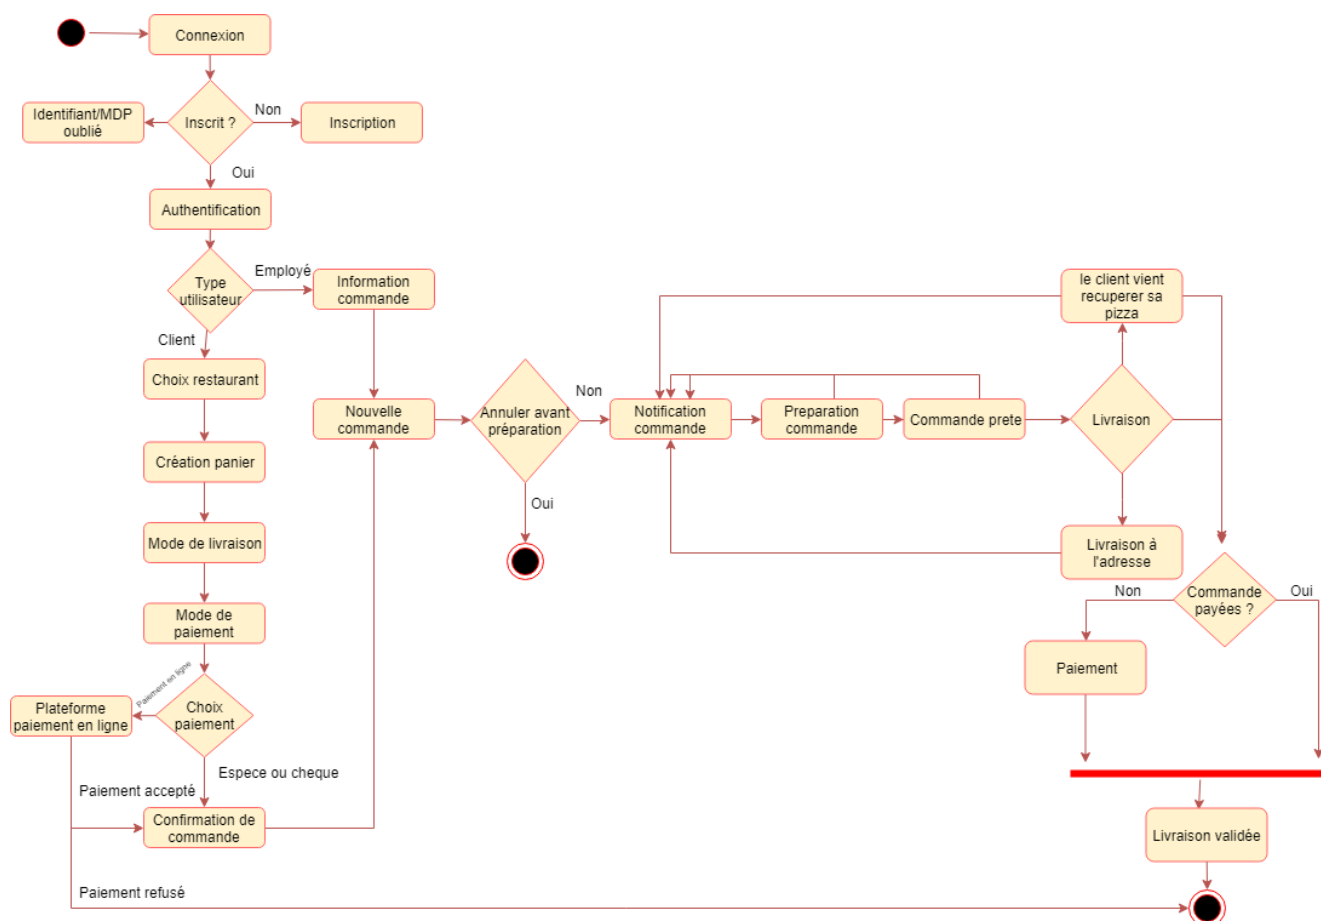 Connexion
Identifiant/MDP
oublié
Inscrit ?
Non
Inscription
Oui
Authentification
Type
utilisateur
Employé
Information
commande
Client
Choix restaurant
Création panier
Mode de livraison
Mode de
paiement
Paiement en ligne
Choix
paiement
Plateforme
paiement en ligne
Espece ou cheque
Paiement accepté
Confirmation de
commande
Paiement refusé
Nouvelle
commande
Annuler avant
préparation
Non
Oui
Notification
commande
Preparation
commande
Commande prete
Livraison
le client vient
recuperer sa
pizza
Livraison à
l'adresse
Commande
payées ?
Non
Oui
Paiement
Livraison validée